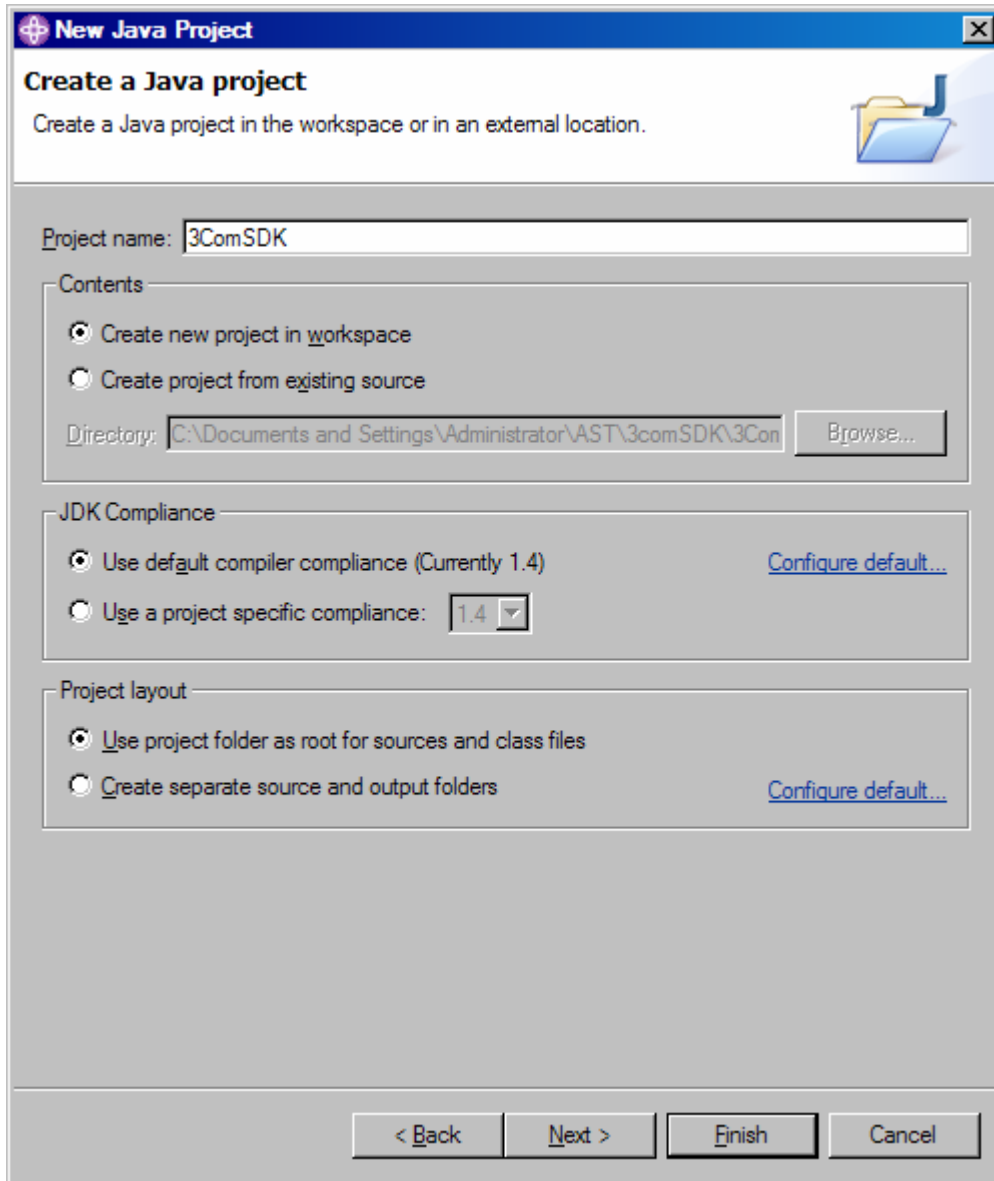 New Java Project
Create a Java project
Create a Java project in the workspace or in an external location.
Project name: 3ComSDK
Contents
Create new project in workspace
Create project from existing source
Directory: C:\Documents and Settings\Administrator\AST\3comSDK\3Com Browse...
JDK Compliance
Use default compiler compliance (Currently 1.4) Configure default...
Use a project specific compliance: 1.4
Project layout
Use project folder as root for sources and class files
Create separate source and output folders Configure default...
< Back Next > Finish Cancel